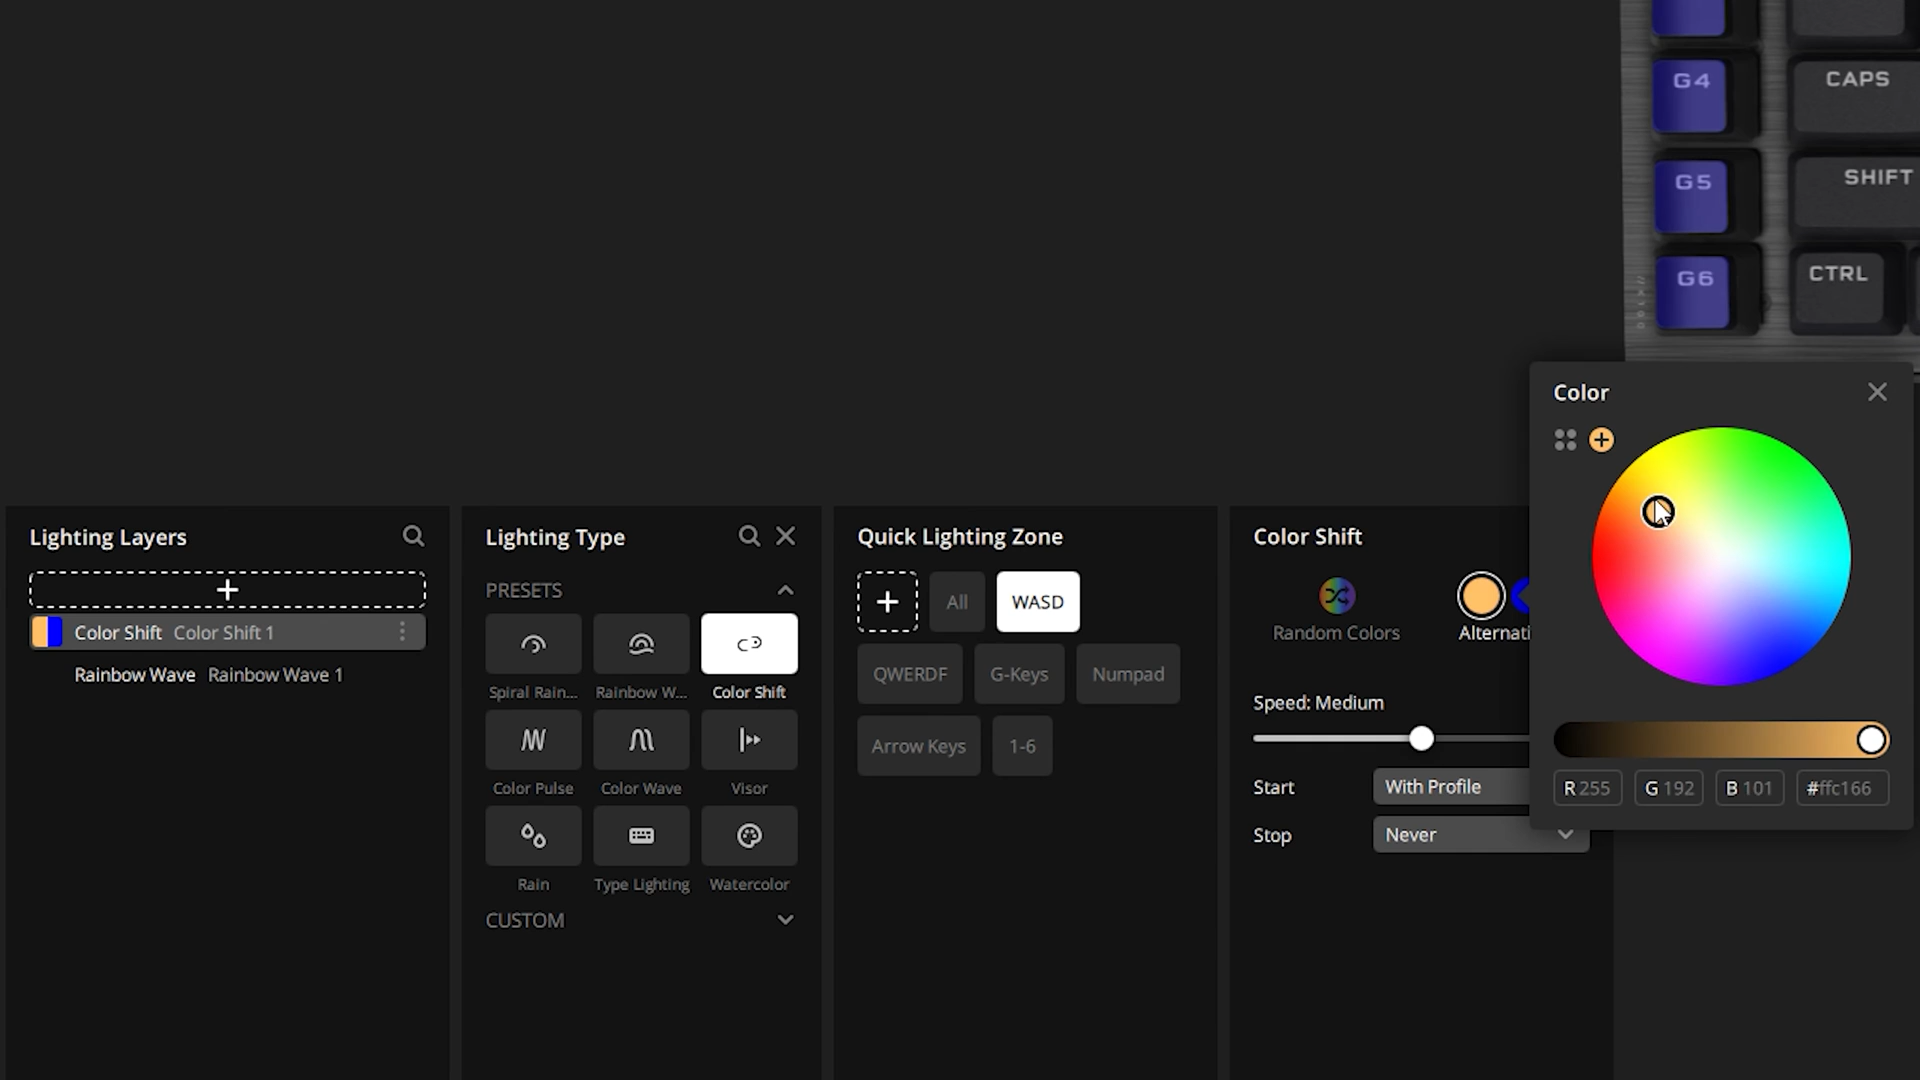 G4
CAPS
G5
SHIFT
G6
CTRL
Color
R 255
G 192
B 101
#ffc166
Lighting Layers
Color Shift Color Shift 1
Rainbow Wave Rainbow Wave 1
Lighting Type
PRESETS
Spiral Rain...
Rainbow W...
Color Shift
Color Pulse
Color Wave
Visor
Rain
Type Lighting
Watercolor
CUSTOM
Quick Lighting Zone
All
WASD
QWERDF
G-Keys
Numpad
Arrow Keys
1-6
Color Shift
Random Colors
Alternati
Speed: Medium
Start
With Profile
Stop
Never